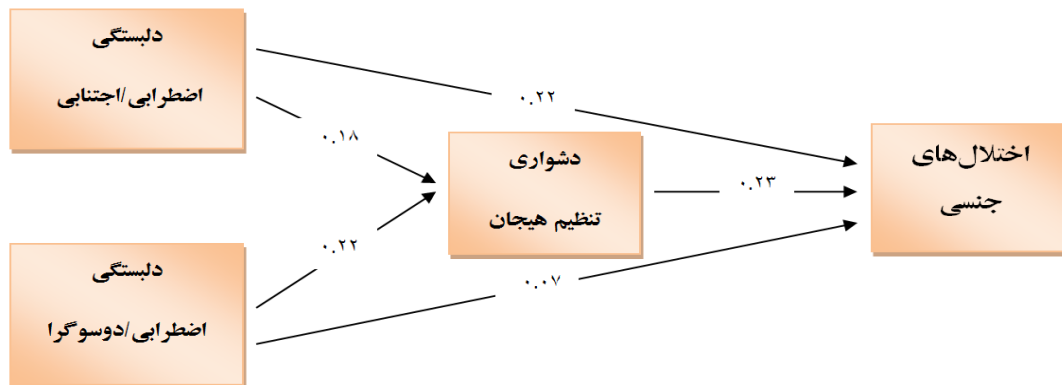 دلبستگی
اضطرابی/اجتنابی
۰.۲۲
۰.۱۸
دشواری
تنظیم هیجان
۰.۲۳
اختلال‌های
جنسی
۰.۲۲
دلبستگی
اضطرابی/دوسوگرا
۰.۰۷